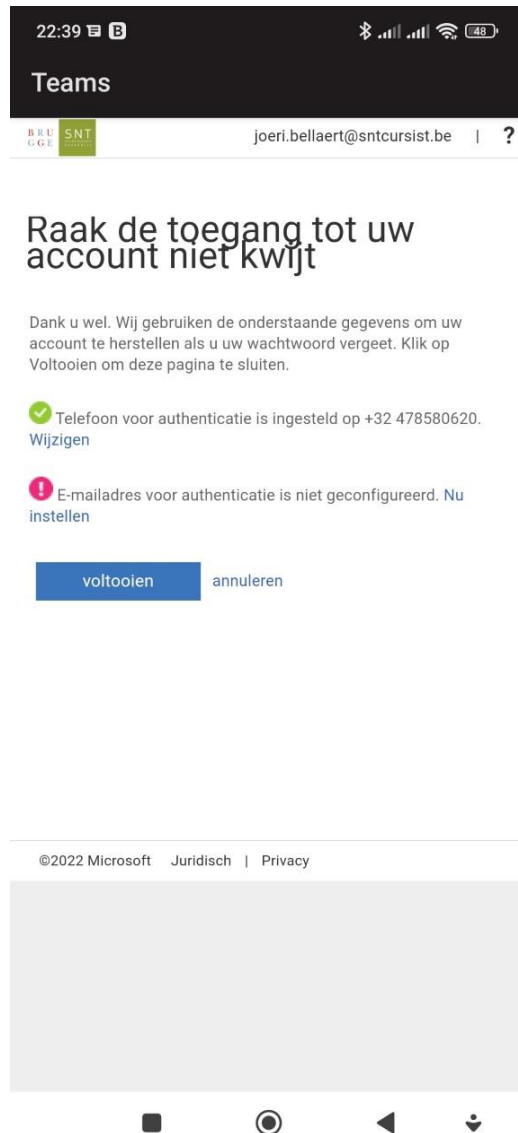 22:39 B 48
Teams
BRU SNT joeri.bellaert@sntcursist.be | ?
GGE
Raak de toegang tot uw
account niet kwijt
Dank u wel. Wij gebruiken de onderstaande gegevens om uw
account te herstellen als u uw wachtwoord vergeet. Klik op
Voltooien om deze pagina te sluiten.
Telefoon voor authenticatie is ingesteld op +32 478580620.
Wijzigen
E-mailadres voor authenticatie is niet geconfigureerd. Nu
instellen
voltooien annuleren
©2022 Microsoft Juridisch | Privacy